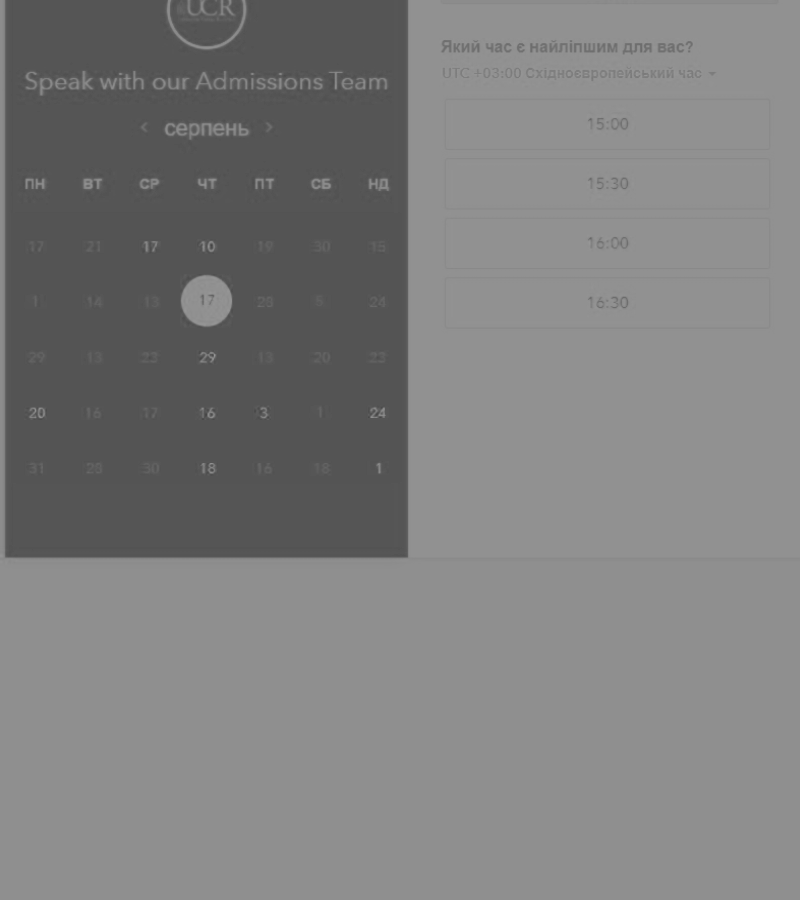 UCR
Speak with our Admissions Team
‹ серпень ›
ПН ВТ СР ЧТ ПТ СБ НД
17 21 17 10 19 30 15
1 14 13 17 28 5 24
29 13 22 29 13 20 22
20 16 17 16 3 1 24
31 29 30 18 16 18 1
Який час є найліпшим для вас?
UTC +03:00 Східноєвропейський час
15:00
15:30
16:00
16:30